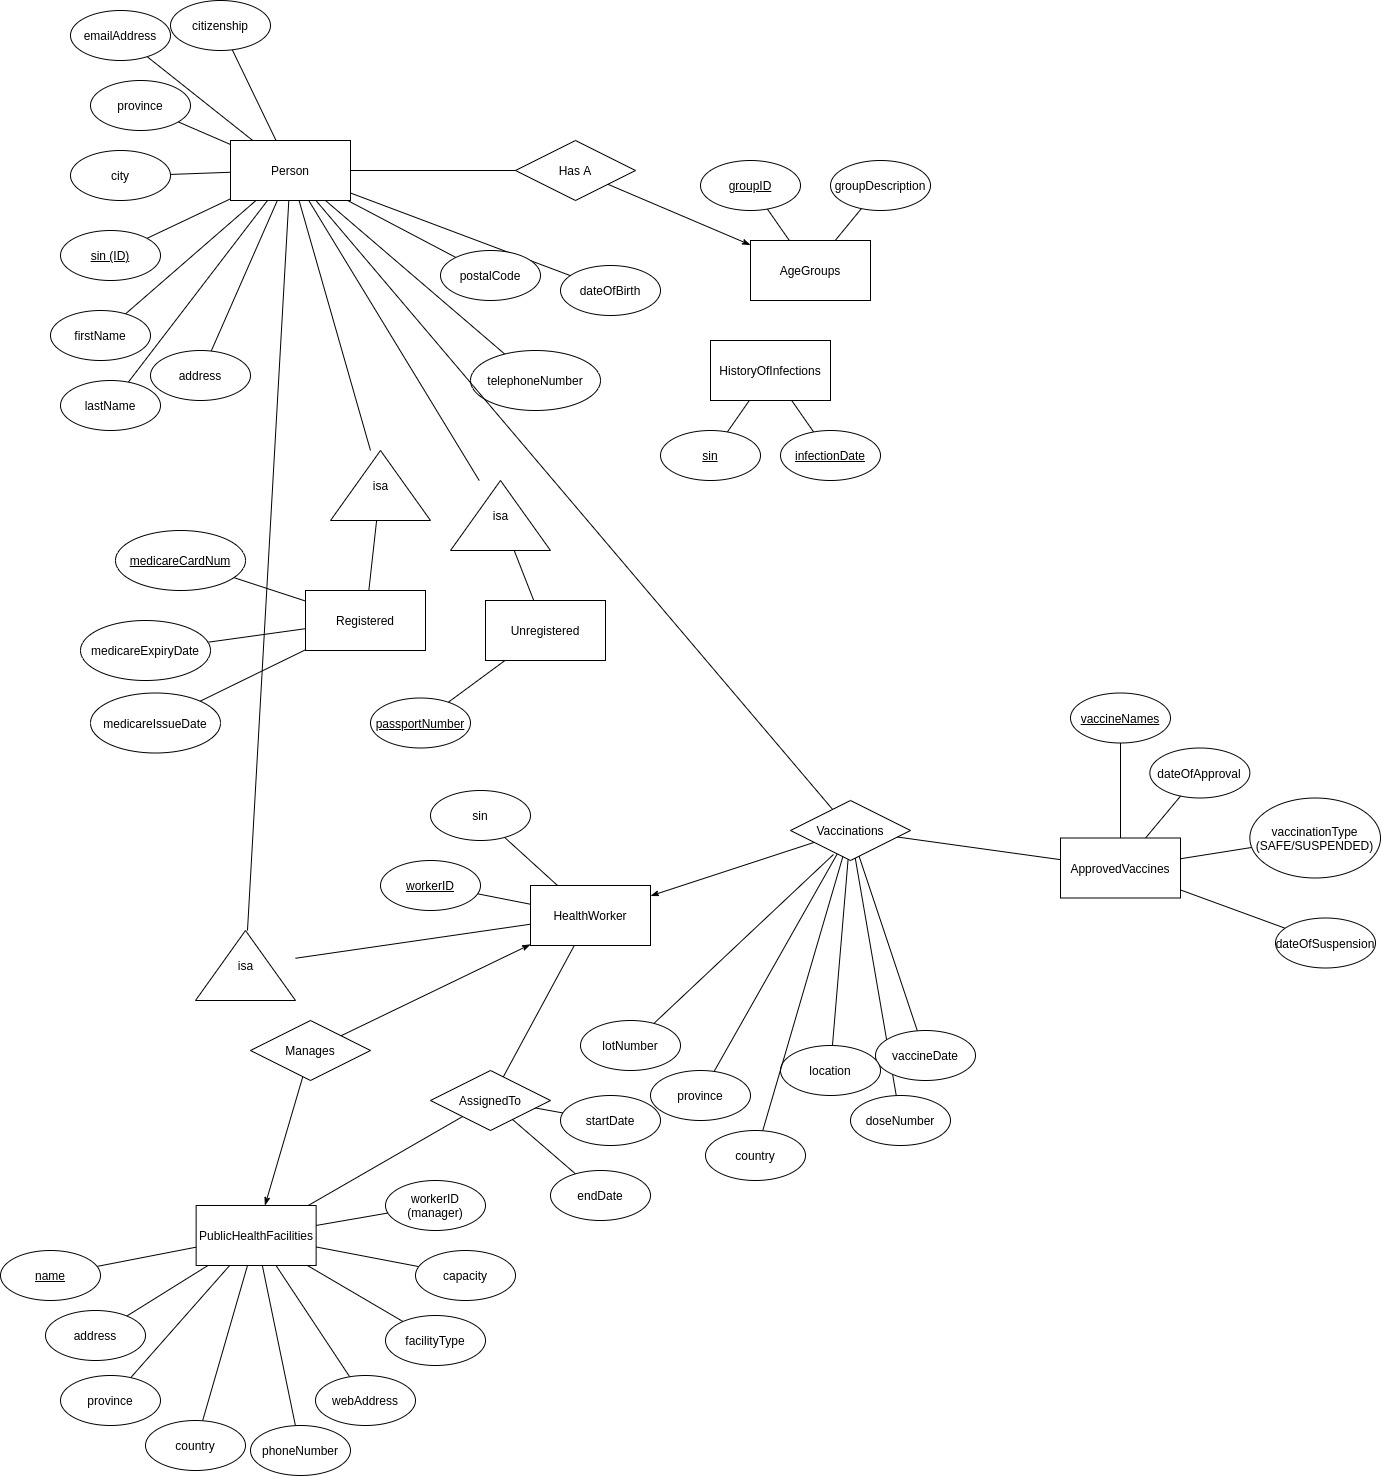 citizenship
emailAddress
province
Person
Has A
city
groupID
groupDescription
sin (ID)
AgeGroups
postalCode
dateOfBirth
firstName
address
telephoneNumber
lastName
HistoryOfInfections
sin
infectionDate
isa
isa
medicareCardNum
Registered
Unregistered
medicareExpiryDate
medicareIssueDate
passportNumber
vaccineNames
dateOfApproval
vaccinationType
(SAFE/SUSPENDED)
sin
Vaccinations
ApprovedVaccines
workerID
HealthWorker
dateOfSuspension
isa
Manages
lotNumber
vaccineDate
location
AssignedTo
province
startDate
doseNumber
country
endDate
workerID
(manager)
PublicHealthFacilities
name
capacity
address
facilityType
province
webAddress
country
phoneNumber